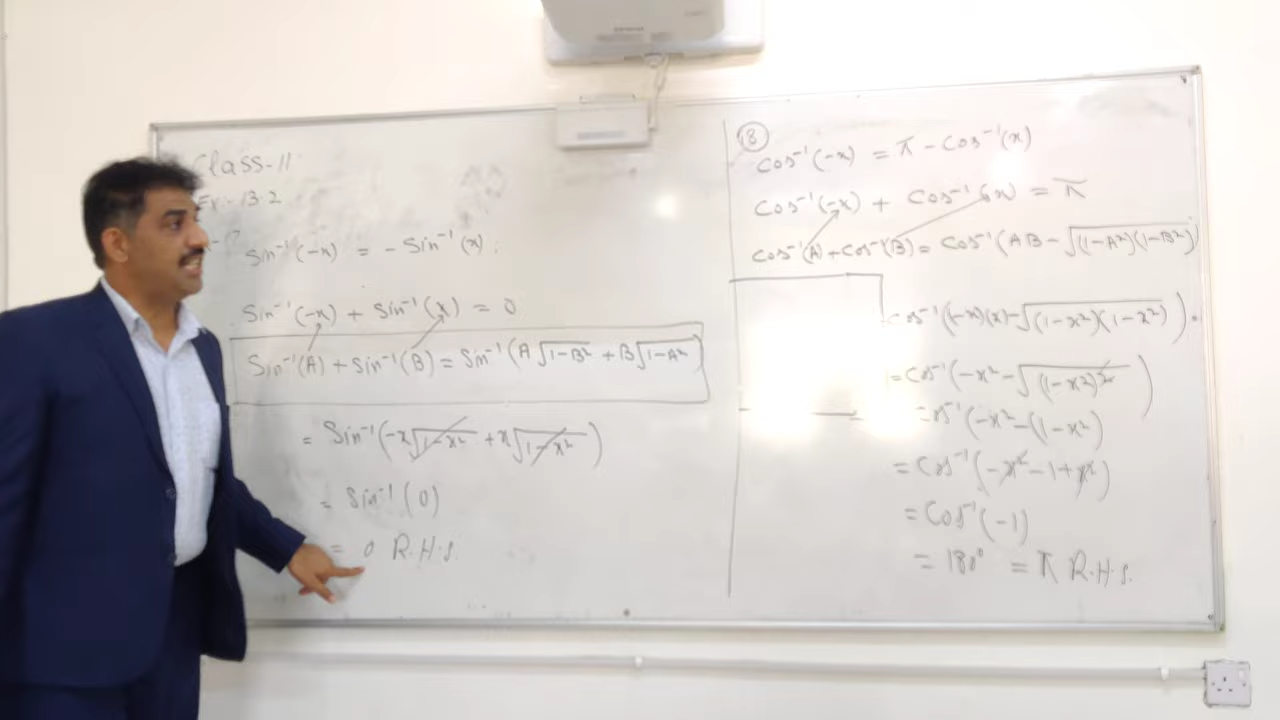 Class-11
Ex:- 13.2
Sin⁻¹(-x) = - Sin⁻¹(x).
Sin⁻¹(-x) + Sin⁻¹(x) = 0
Sin⁻¹(A) + Sin⁻¹(B) = Sin⁻¹(A√1-B² + B√1-A²)
= Sin⁻¹(-x√1-x² + x√1-x²)
= Sin⁻¹(0)
= 0 R.H.S.
18
Cos⁻¹(-x) = π - Cos⁻¹(x)
Cos⁻¹(-x) + Cos⁻¹(x) = π
Cos⁻¹(A) + Cos⁻¹(B) = Cos⁻¹(AB - √(1-A²)(1-B²))
= Cos⁻¹((-x)(x) - √(1-x²)(1-x²)).
= Cos⁻¹(-x² - √(1-x²)²)
= Cos⁻¹(-x² - (1-x²)
= Cos⁻¹(-x² - 1 + x²)
= Cos⁻¹(-1)
= 180° = π R.H.S.